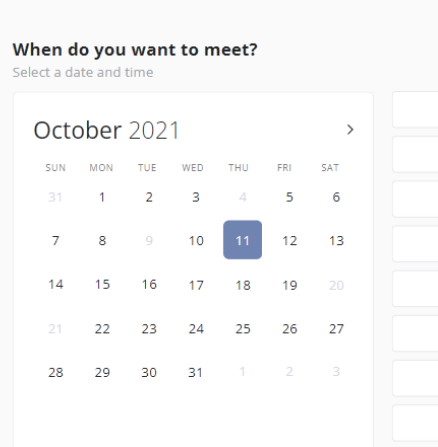 When do you want to meet?
Select a date and time
October 2021
SUN MON TUE WED THU FRI SAT
31 1 2 3 4 5 6
7 8 9 10 11 12 13
14 15 16 17 18 19 20
21 22 23 24 25 26 27
28 29 30 31 1 2 3